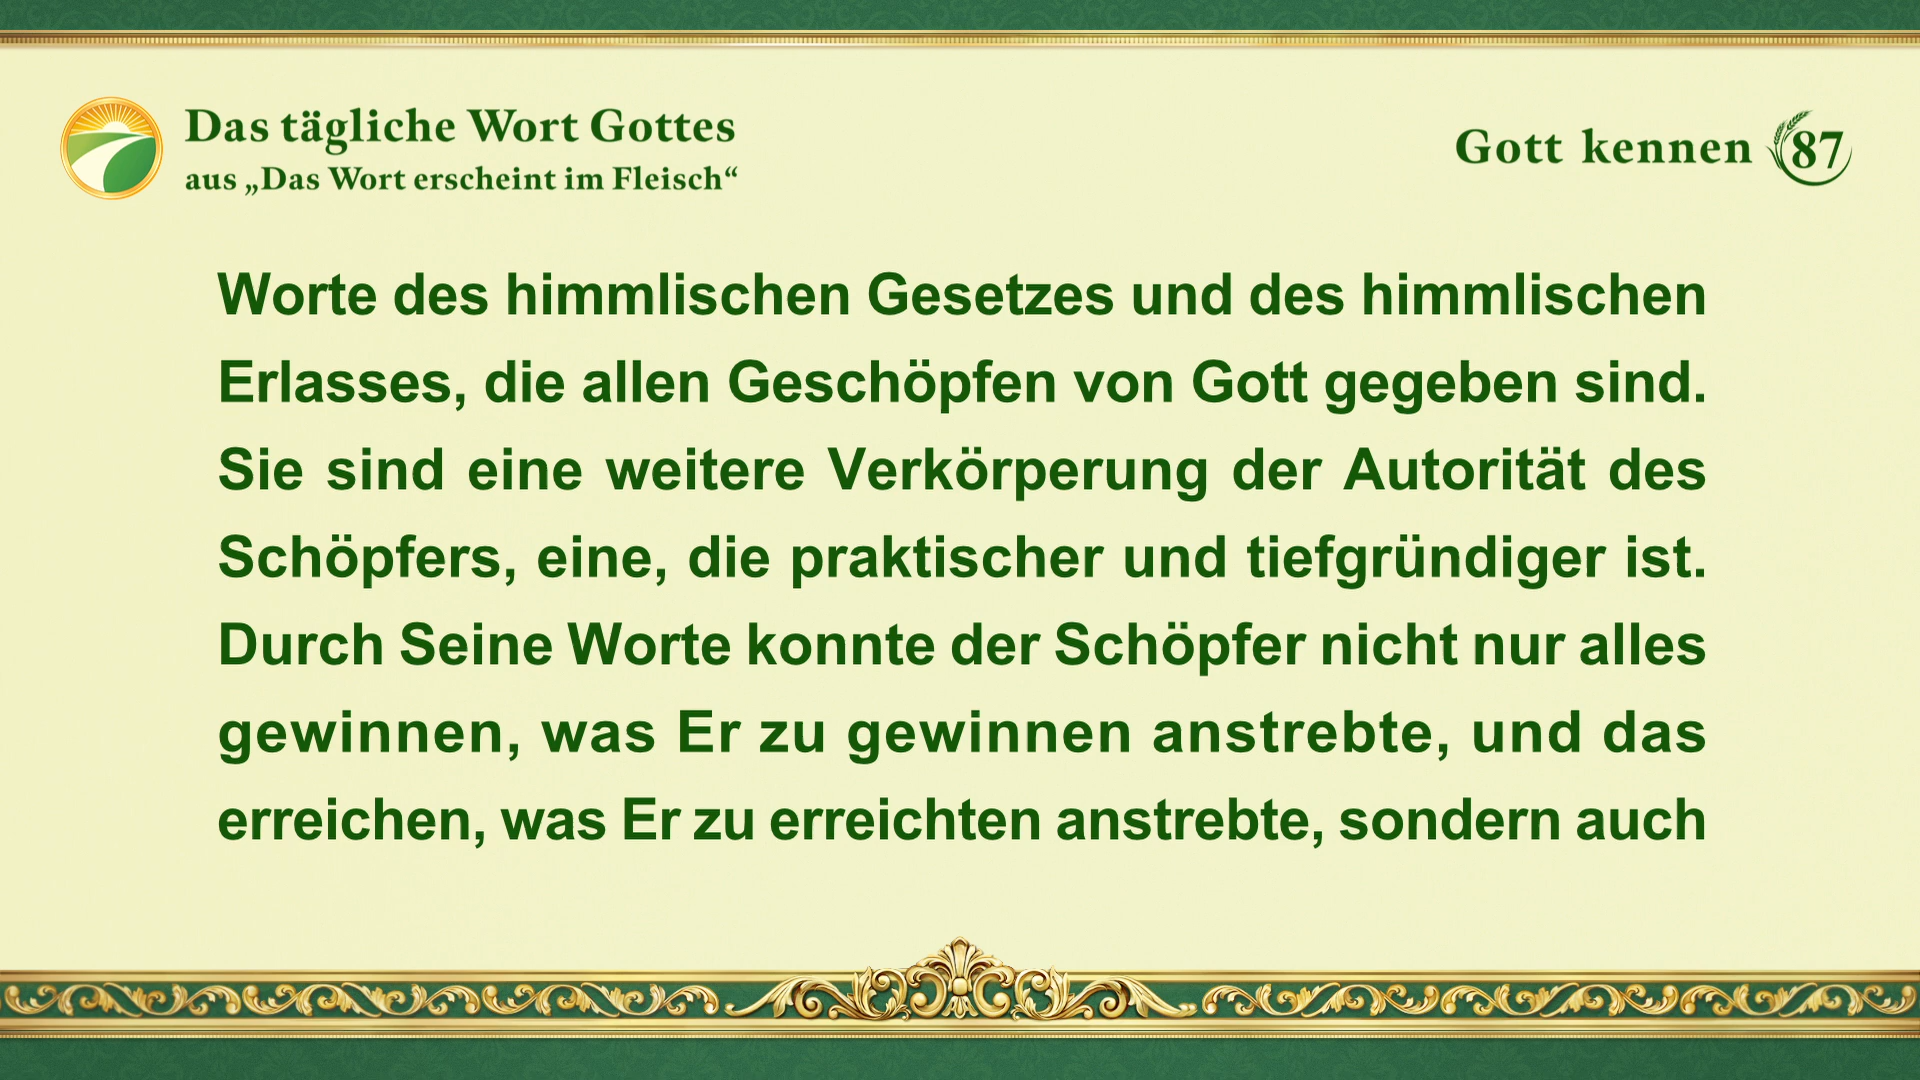 Das tägliche Wort Gottes
aus „Das Wort erscheint im Fleisch“
Gott kennen 87
Worte des himmlischen Gesetzes und des himmlischen
Erlasses, die allen Geschöpfen von Gott gegeben sind.
Sie sind eine weitere Verkörperung der Autorität des
Schöpfers, eine, die praktischer und tiefgründiger ist.
Durch Seine Worte konnte der Schöpfer nicht nur alles
gewinnen, was Er zu gewinnen anstrebte, und das
erreichen, was Er zu erreichten anstrebte, sondern auch